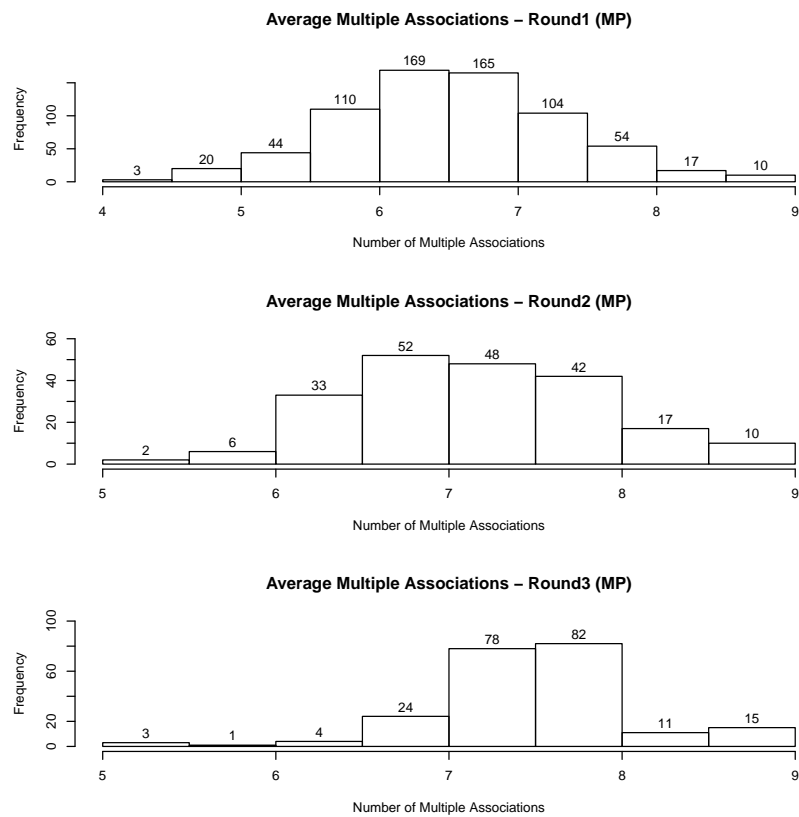 Average Multiple Associations − Round1 (MP)
Frequency
0 50 100
3 20 44 110 169 165 104 54 17 10
4 5 6 7 8 9
Number of Multiple Associations
Average Multiple Associations − Round2 (MP)
Frequency
0 20 40 60
2 6 33 52 48 42 17 10
5 6 7 8 9
Number of Multiple Associations
Average Multiple Associations − Round3 (MP)
Frequency
0 20 60 100
3 1 4 24 78 82 11 15
5 6 7 8 9
Number of Multiple Associations